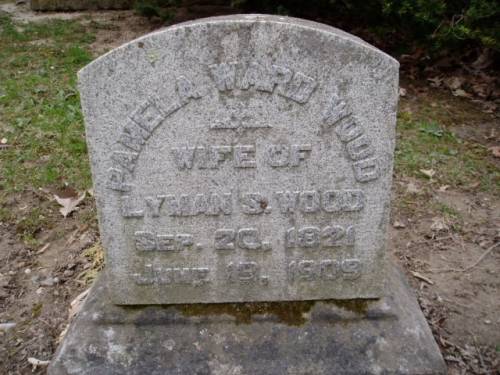 PAMELA WARD WOOD
WIFE OF
LYMAN S. WOOD
SEP. 20. 1821
JUNE 19. 1909